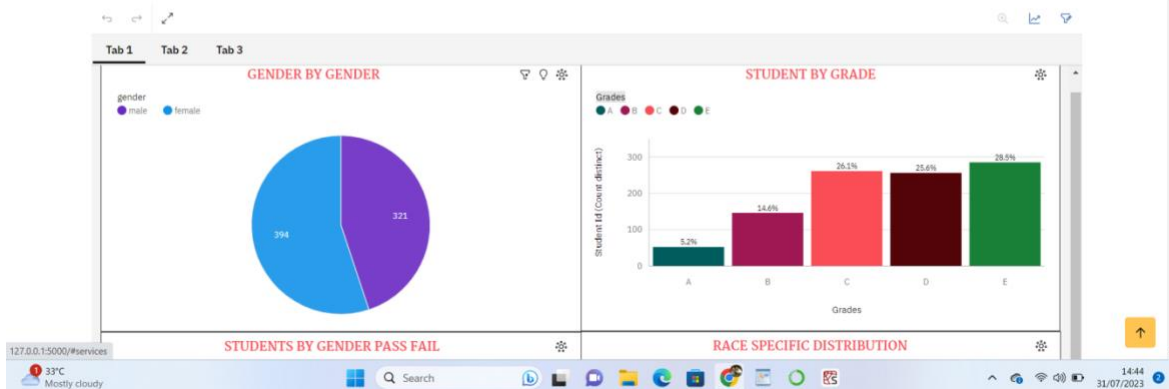 Tab 1 Tab 2 Tab 3
GENDER BY GENDER
gender
male female
394
321
STUDENT BY GRADE
Grades
A B C D E
Student Id (Count distinct)
300
200
100
0
5.2%
14.6%
26.1%
25.6%
28.5%
A B C D E
Grades
STUDENTS BY GENDER PASS FAIL
RACE SPECIFIC DISTRIBUTION
127.0.0.1:5000/#services
1
33°C
Mostly cloudy
Search
14:44
31/07/2023
2